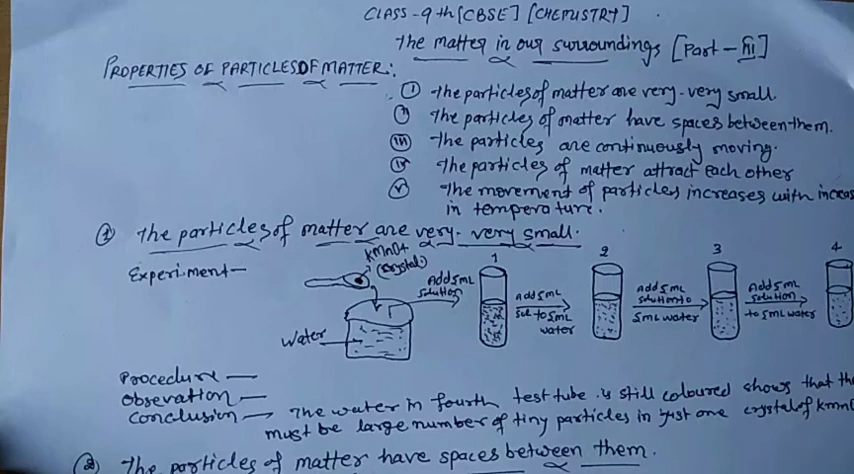 CLASS-9th [CBSE] [CHEMISTRY]
The matter in our surroundings [Part-III]
PROPERTIES OF PARTICLES OF MATTER:
(i) The particles of matter are very-very small.
(ii) The particles of matter have spaces between them.
(iii) The particles are continuously moving.
(iv) The particles of matter attract Each other
(v) The movement of particles increases with increas
in temperature.
(1) The particles of matter are very-very small.
Experiment—
KMnO4
(crystal)
Water
Add 5mL
solution
1
Add 5mL
sol to 5mL
water
2
Add 5mL
solution to
5mL water
3
Add 5mL
solution
to 5mL water
4
Procedure —
Obsevation —
Conclusion → The water in fourth test tube is still coloured shows that the
must be large number of tiny particles in just one crystal of KMnO
(2) The particles of matter have spaces between them.